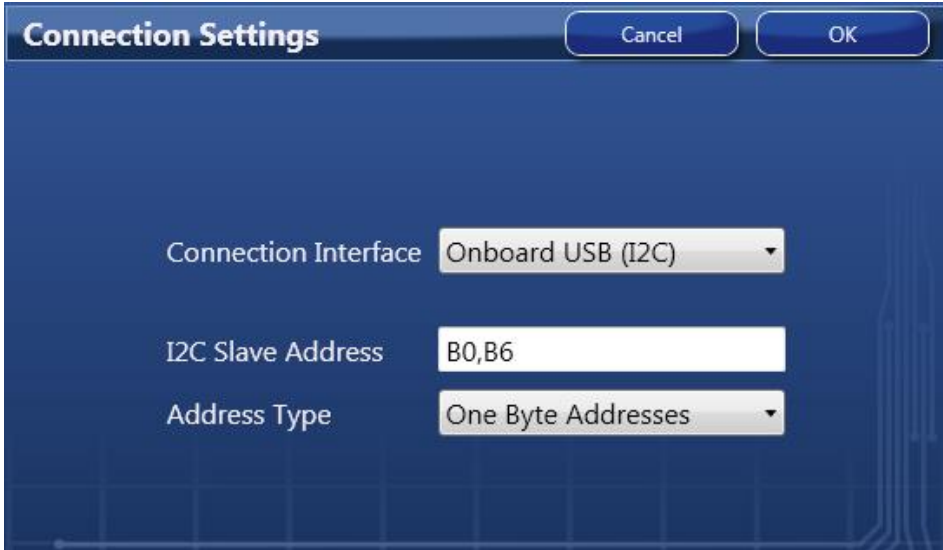 Connection Settings
Cancel
OK
Connection Interface
Onboard USB (I2C)
I2C Slave Address
B0,B6
Address Type
One Byte Addresses